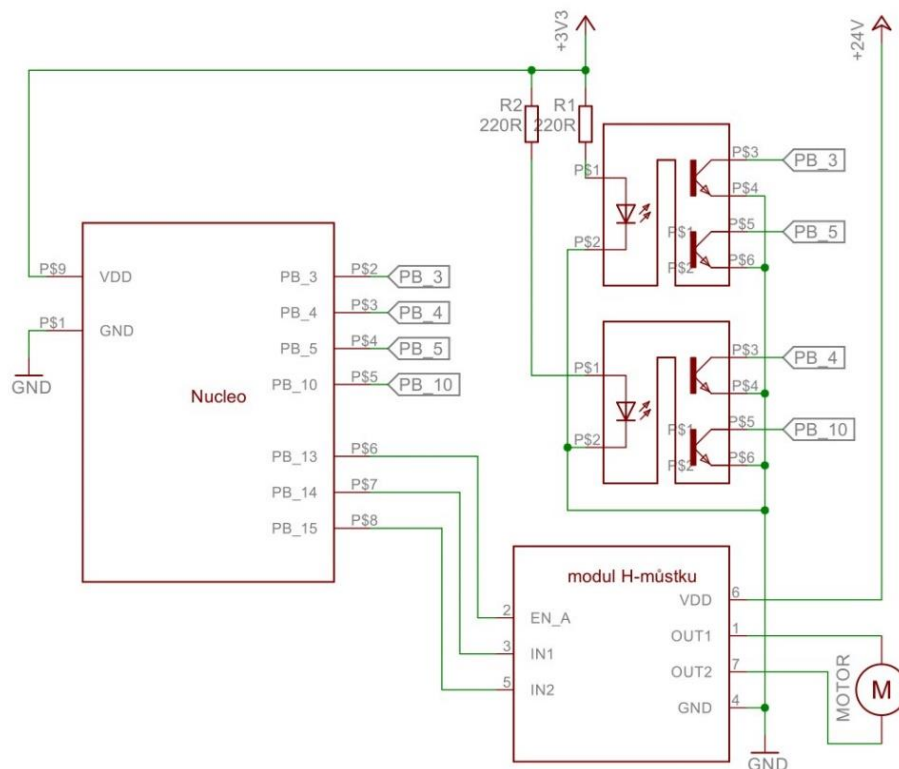 +3V3
+24V
R2
220R
R1
220R
P$1
P$2
P$3
PB_3
P$4
P$5
PB_5
P$1
P$2
P$6
P$1
P$2
P$3
PB_4
P$4
P$5
PB_10
P$1
P$2
P$6
P$9
VDD
P$1
GND
GND
Nucleo
PB_3
P$2
PB_3
PB_4
P$3
PB_4
PB_5
P$4
PB_5
PB_10
P$5
PB_10
PB_13
P$6
PB_14
P$7
PB_15
P$8
modul H-můstku
2
EN_A
3
IN1
5
IN2
VDD
6
OUT1
1
OUT2
7
GND
4
MOTOR
M
GND